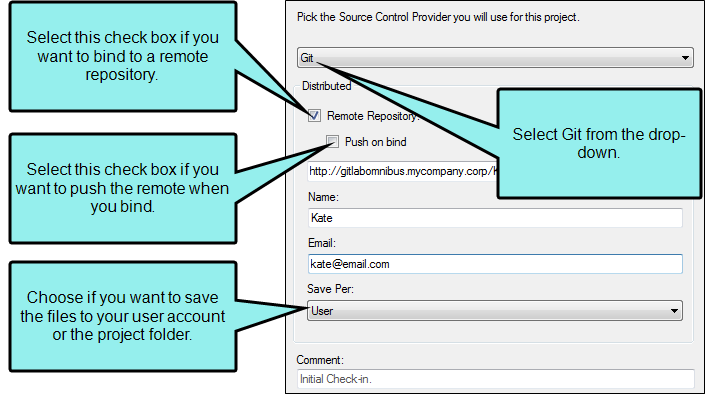 Select this check box if you
want to bind to a remote
repository.
Pick the Source Control Provider you will use for this project.
Git
Distributed
Remote Repository:
Push on bind
Select Git from the drop-
down.
Select this check box if you
want to push the remote when
you bind.
http://gitlabomnibus.mycompany.corp/K
Name:
Kate
Email:
kate@email.com
Choose if you want to save
the files to your user account
or the project folder.
Save Per:
User
Comment:
Initial Check-in.